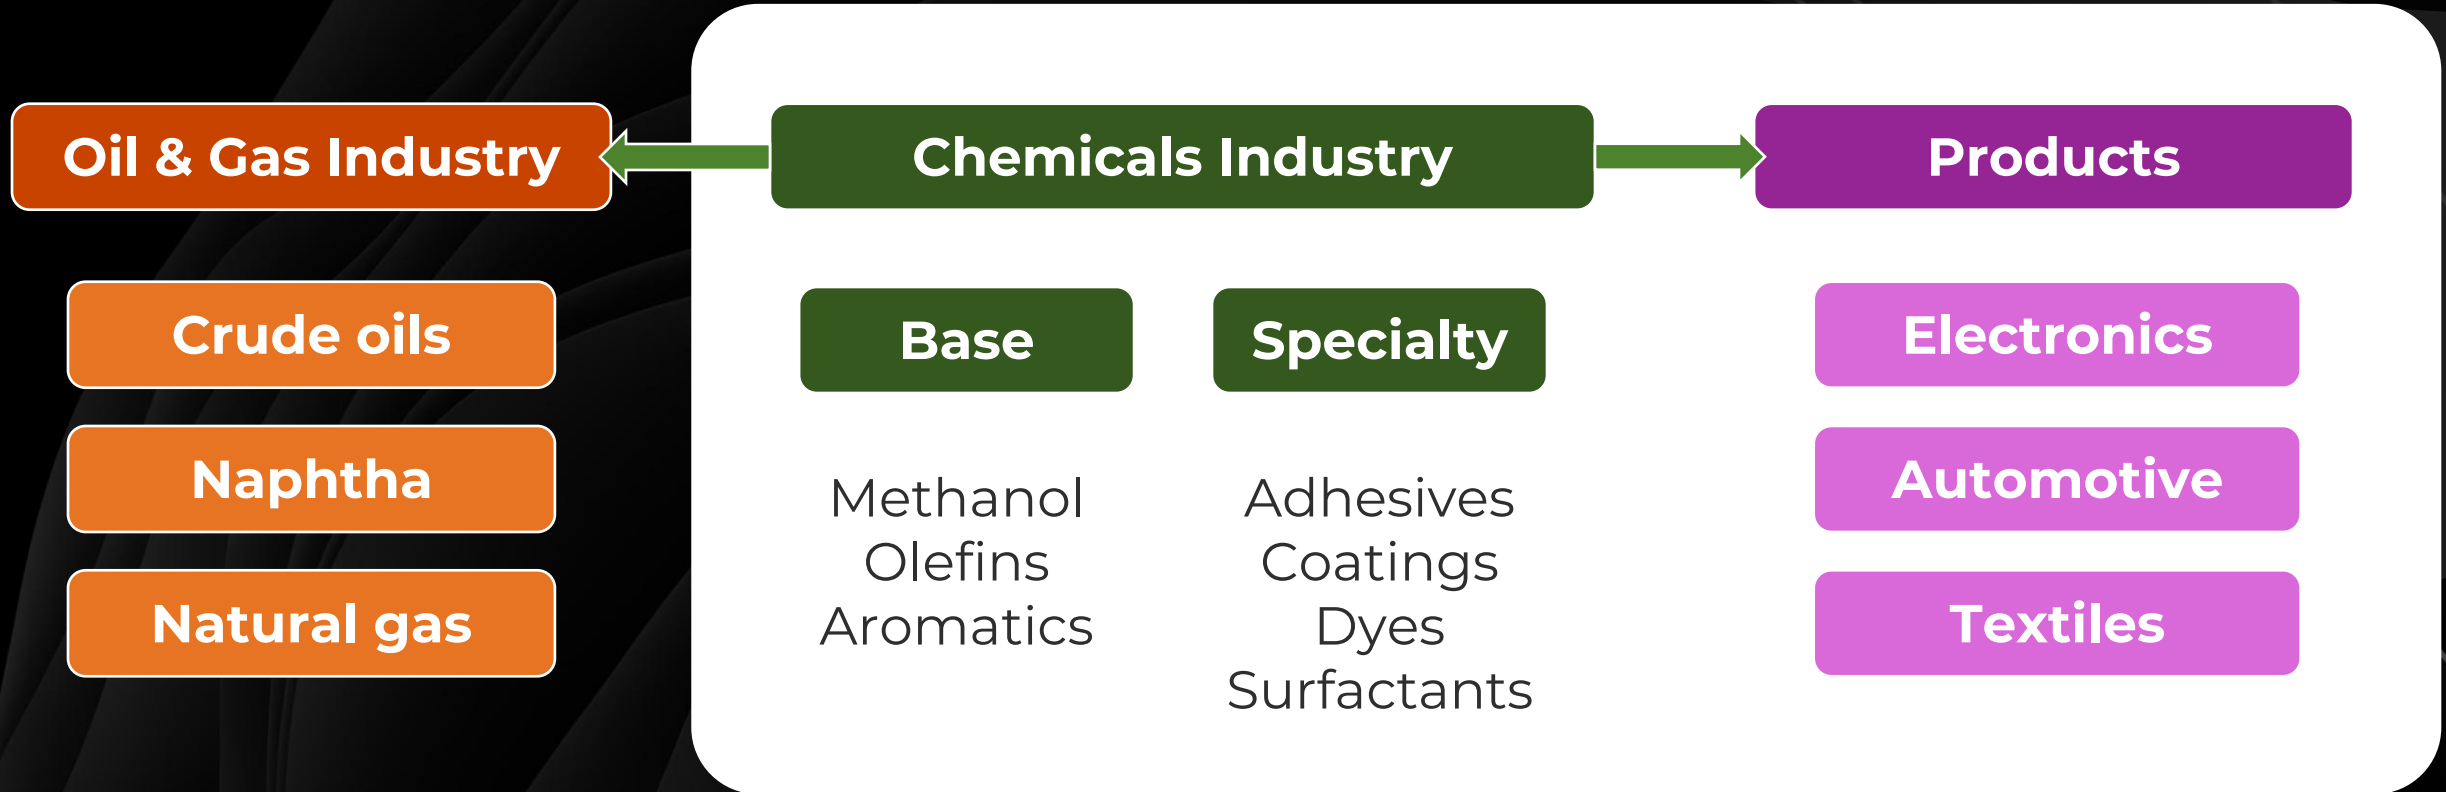 Oil & Gas Industry
Chemicals Industry
Products
Crude oils
Naphtha
Natural gas
Base
Methanol
Olefins
Aromatics
Specialty
Adhesives
Coatings
Dyes
Surfactants
Electronics
Automotive
Textiles